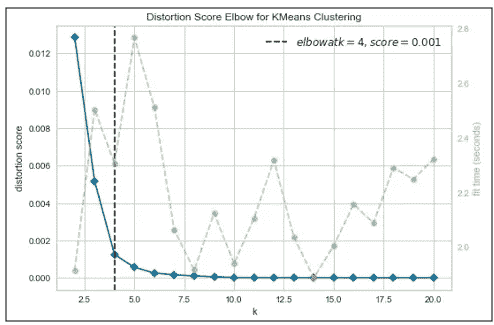 Distortion Score Elbow for KMeans Clustering
elbow at k = 4, score = 0.001
distortion score
0.012
0.010
0.008
0.006
0.004
0.002
0.000
2.8
2.6
2.4
2.2
2.0
fit time (seconds)
2.5 5.0 7.5 10.0 12.5 15.0 17.5 20.0
k